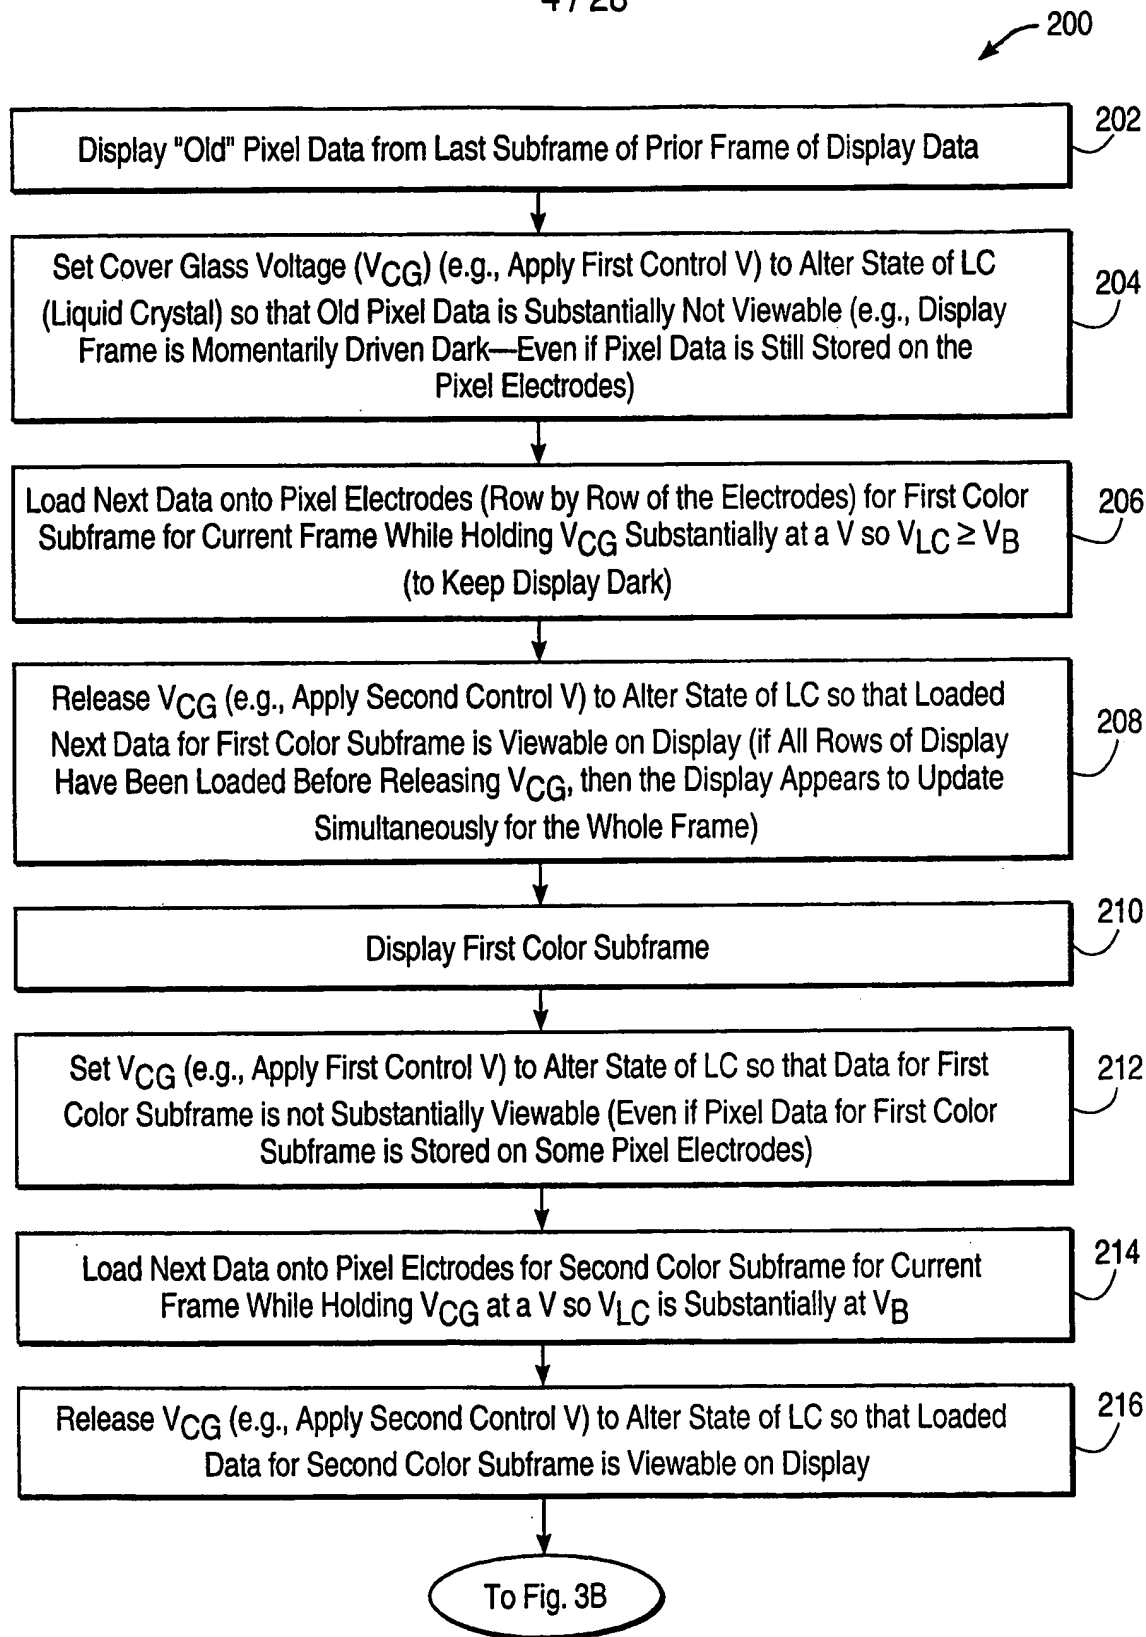 4 / 28
200
Display "Old" Pixel Data from Last Subframe of Prior Frame of Display Data
202
Set Cover Glass Voltage (VCG) (e.g., Apply First Control V) to Alter State of LC
(Liquid Crystal) so that Old Pixel Data is Substantially Not Viewable (e.g., Display
Frame is Momentarily Driven Dark—Even if Pixel Data is Still Stored on the
Pixel Electrodes)
204
Load Next Data onto Pixel Electrodes (Row by Row of the Electrodes) for First Color
Subframe for Current Frame While Holding VCG Substantially at a V so VLC ≥ VB
(to Keep Display Dark)
206
Release VCG (e.g., Apply Second Control V) to Alter State of LC so that Loaded
Next Data for First Color Subframe is Viewable on Display (if All Rows of Display
Have Been Loaded Before Releasing VCG, then the Display Appears to Update
Simultaneously for the Whole Frame)
208
Display First Color Subframe
210
Set VCG (e.g., Apply First Control V) to Alter State of LC so that Data for First
Color Subframe is not Substantially Viewable (Even if Pixel Data for First Color
Subframe is Stored on Some Pixel Electrodes)
212
Load Next Data onto Pixel Elctrodes for Second Color Subframe for Current
Frame While Holding VCG at a V so VLC is Substantially at VB
214
Release VCG (e.g., Apply Second Control V) to Alter State of LC so that Loaded
Data for Second Color Subframe is Viewable on Display
216
To Fig. 3B